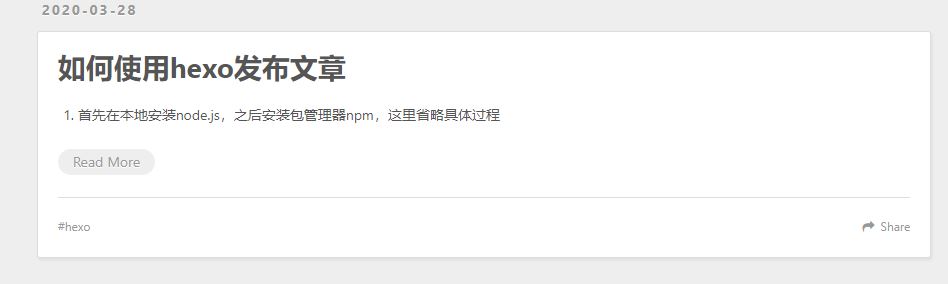 2020-03-28
如何使用hexo发布文章
1. 首先在本地安装node.js，之后安装包管理器npm，这里省略具体过程
Read More
#hexo
Share